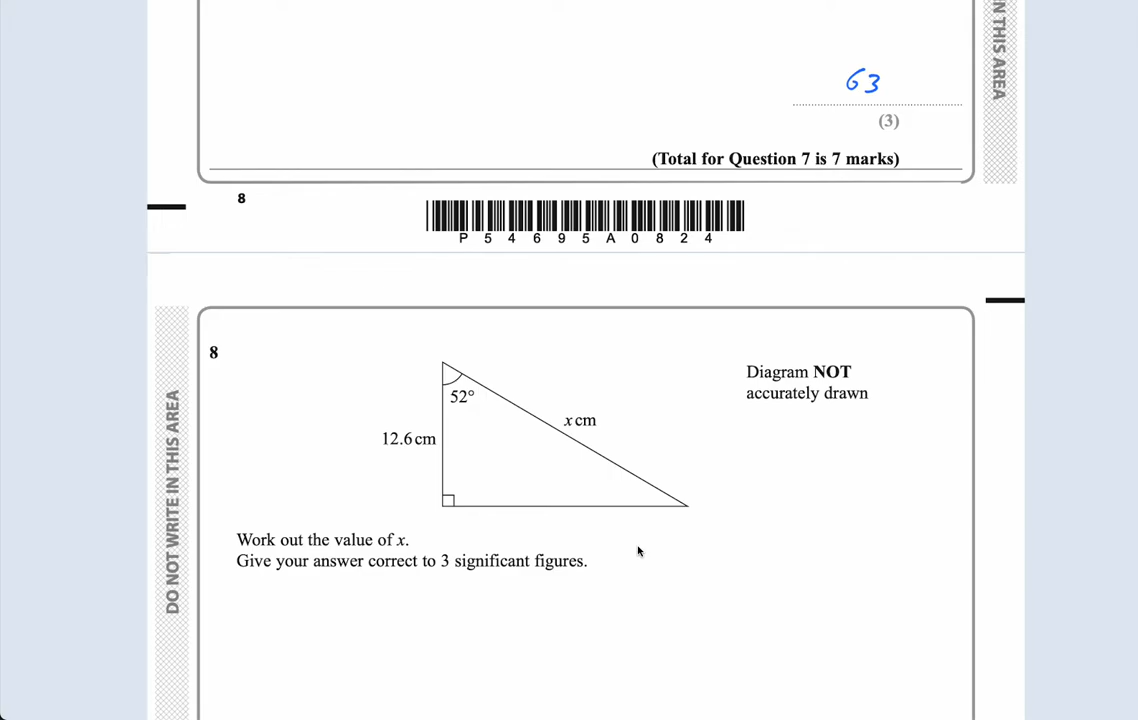 N THIS AREA
63
(3)
(Total for Question 7 is 7 marks)
8
P 5 4 6 9 5 A 0 8 2 4
8
Diagram NOT
accurately drawn
52°
x cm
12.6 cm
Work out the value of x.
Give your answer correct to 3 significant figures.
DO NOT WRITE IN THIS AREA